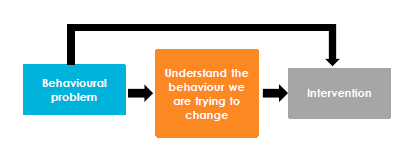 Behavioural
problem
Understand the
behaviour we
are trying to
change
Intervention